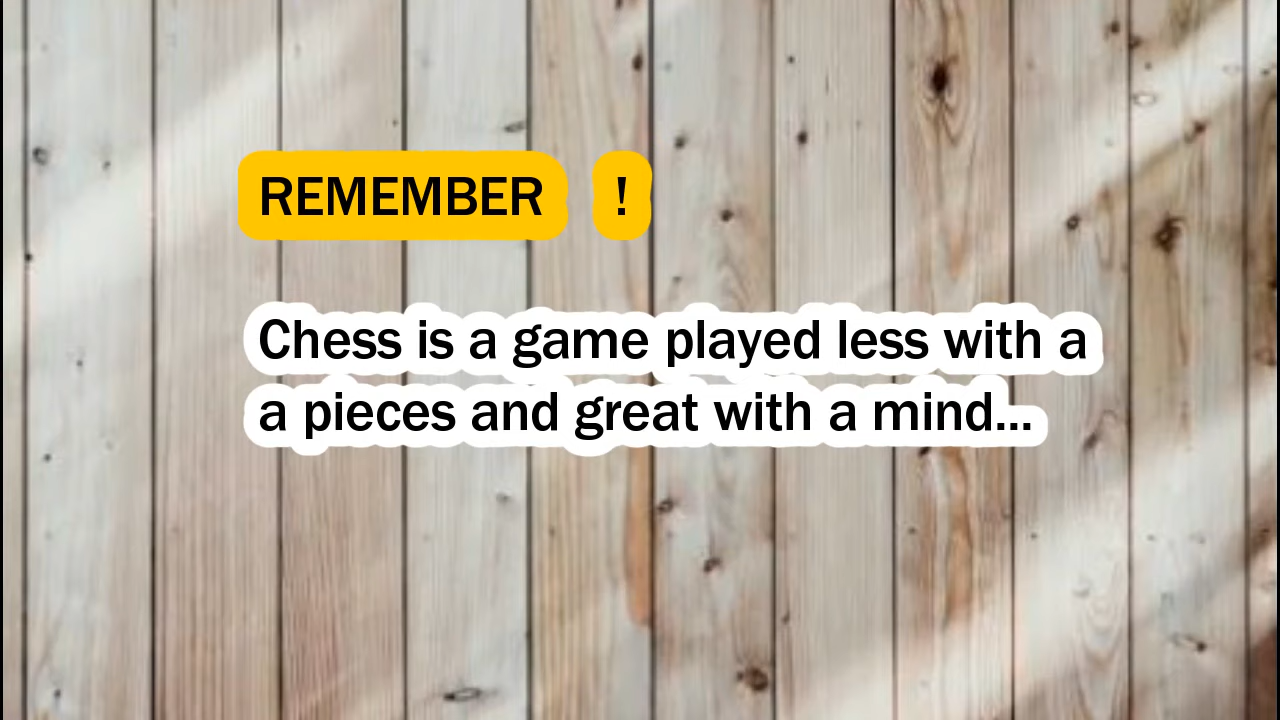 REMEMBER !
Chess is a game played less with a
a pieces and great with a mind...